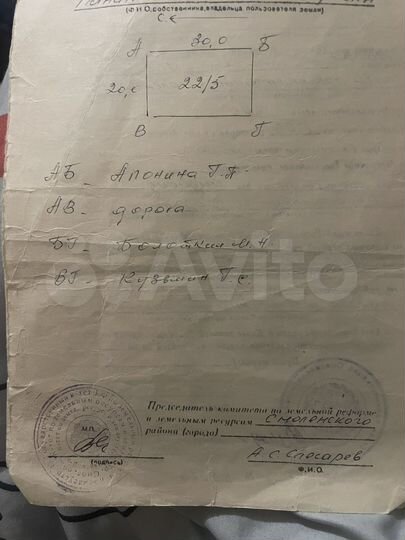 (Ф.И.О. собственника, владельца, пользователя земли)
С.Е
А 30,0 Б
20,0 22/5
В Г
АБ - Апонина Т.П.
АВ - дорога
БГ - Болоткин М.Н.
ВГ - Кузьмин Г.С.
Avito
Председатель комитета по земельной реформе
и земельным ресурсам Смоленского
района (города)
М.П.
(подпись)
А.С. Слесарев
Ф.И.О.